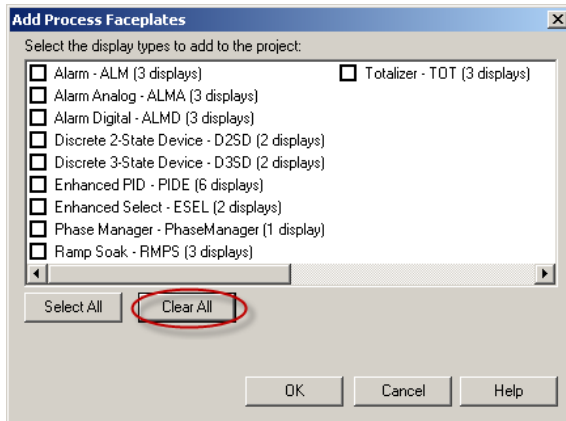 Add Process Faceplates
Select the display types to add to the project:
Alarm - ALM (3 displays)
Alarm Analog - ALMA (3 displays)
Alarm Digital - ALMD (3 displays)
Discrete 2-State Device - D2SD (2 displays)
Discrete 3-State Device - D3SD (2 displays)
Enhanced PID - PIDE (6 displays)
Enhanced Select - ESEL (2 displays)
Phase Manager - PhaseManager (1 display)
Ramp Soak - RMPS (3 displays)
Totalizer - TOT (3 displays)
Select All Clear All
OK Cancel Help